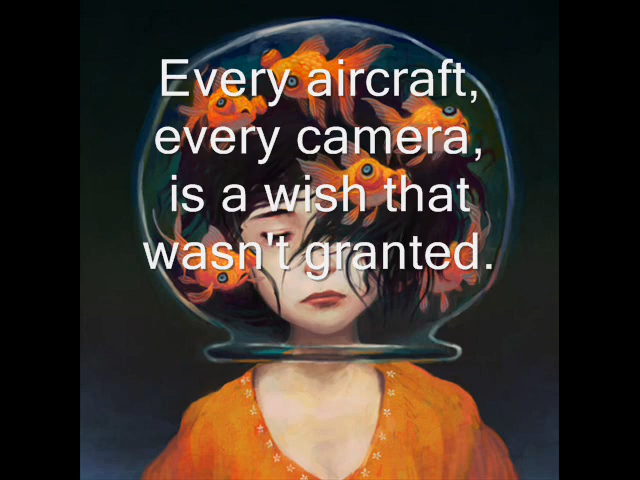 Every aircraft,
every camera,
is a wish that
wasn't granted.